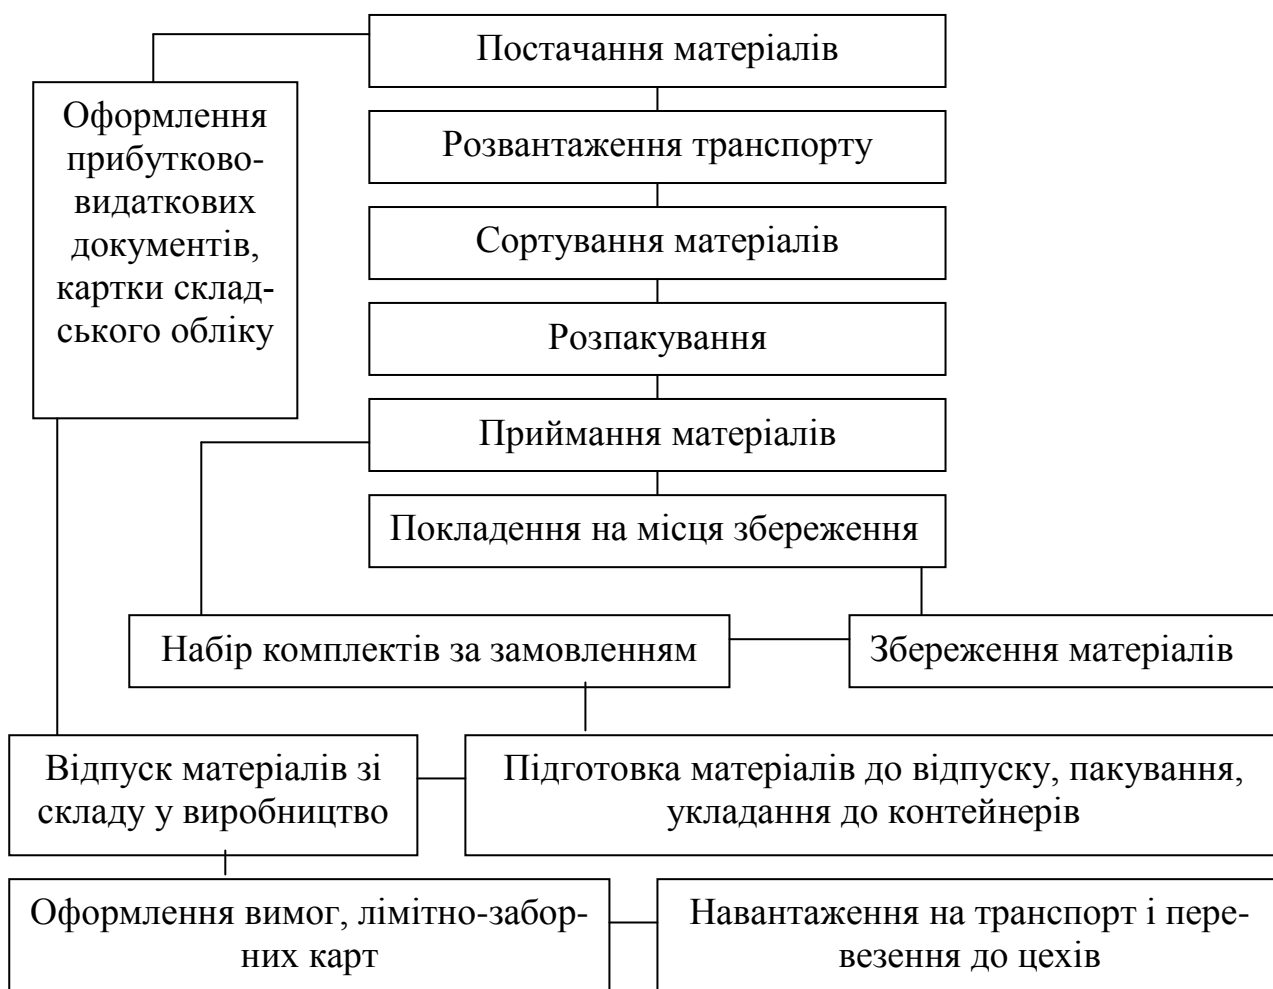 Постачання матеріалів
Оформлення
прибутково-
видаткових
документів,
картки склад-
ського обліку
Розвантаження транспорту
Сортування матеріалів
Розпакування
Приймання матеріалів
Покладення на місця збереження
Набір комплектів за замовленням
Збереження матеріалів
Відпуск матеріалів зі
складу у виробництво
Підготовка матеріалів до відпуску, пакування,
укладання до контейнерів
Оформлення вимог, лімітно-забор-
них карт
Навантаження на транспорт і пере-
везення до цехів